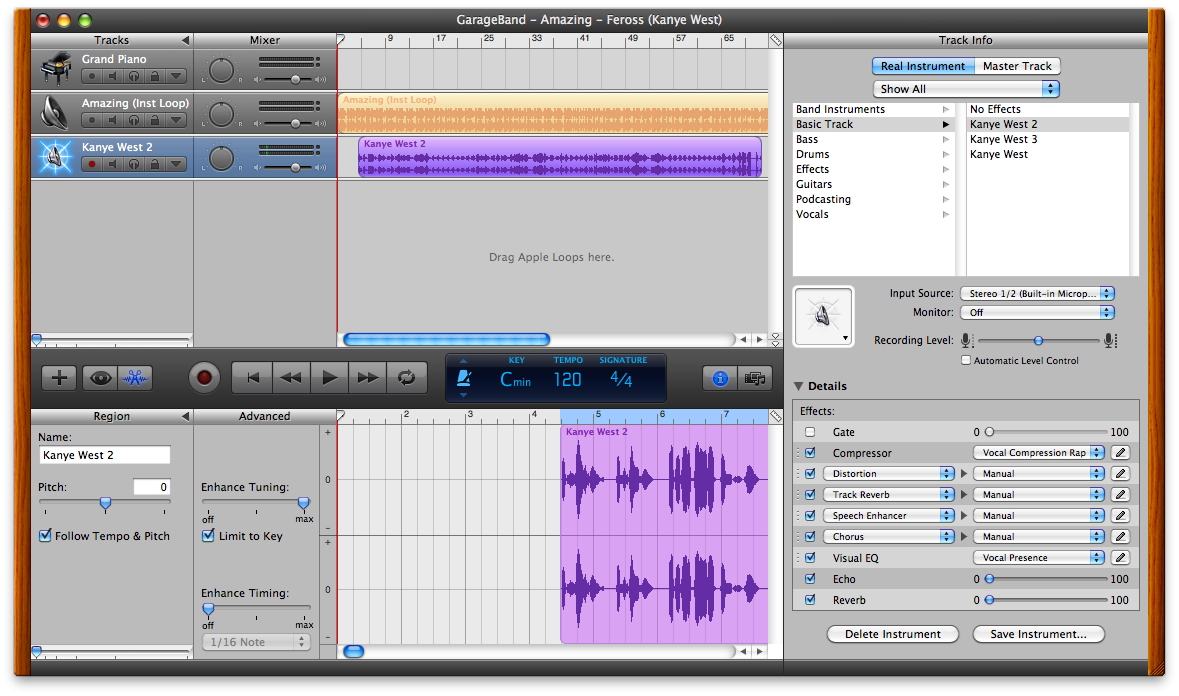 GarageBand – Amazing – Feross (Kanye West)
Tracks
Mixer
9 17 25 33 41 49 57 65
Track Info
Grand Piano
L R
Amazing (Inst Loop)
L R
Amazing (Inst Loop)
Kanye West 2
L R
Kanye West 2
Drag Apple Loops here.
Real Instrument Master Track
Show All
Band Instruments
Basic Track
Bass
Drums
Effects
Guitars
Podcasting
Vocals
No Effects
Kanye West 2
Kanye West 3
Kanye West
Input Source: Stereo 1/2 (Built-in Microp...
Monitor: Off
Recording Level:
Automatic Level Control
KEY TEMPO SIGNATURE
Cmin 120 4/4
Details
Effects:
Gate 0 100
Compressor Vocal Compression Rap
Distortion Manual
Track Reverb Manual
Speech Enhancer Manual
Chorus Manual
Visual EQ Vocal Presence
Echo 0 100
Reverb 0 100
Delete Instrument Save Instrument...
Region
Name:
Kanye West 2
Pitch: 0
Follow Tempo & Pitch
Advanced
Enhance Tuning:
off max
Limit to Key
Enhance Timing:
off max
1/16 Note
2 3 4 5 6 7
Kanye West 2
+
0
–
+
0
–